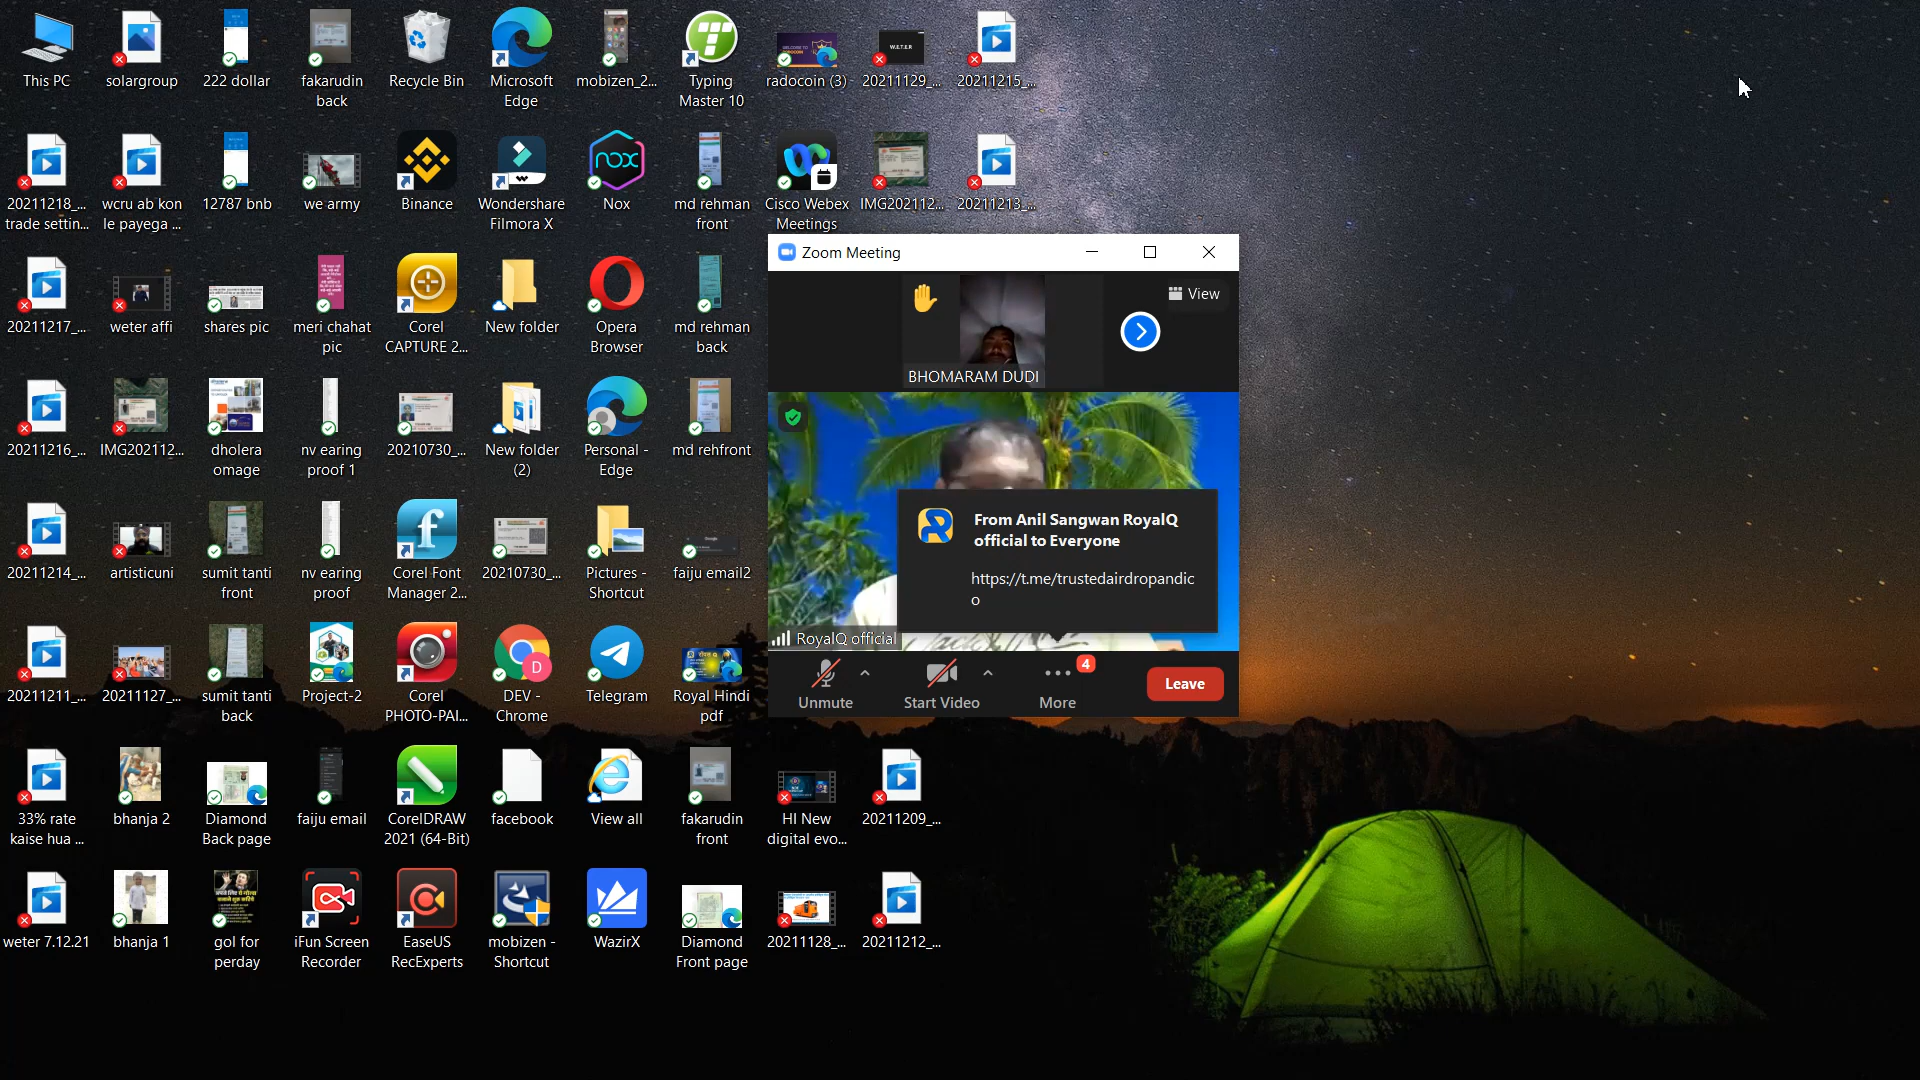 This PC
solargroup
222 dollar
fakarudin
back
Recycle Bin
Microsoft
Edge
mobizen_2...
Typing
Master 10
radocoin (3)
W.E.T.E.R
20211129_...
20211215_...
20211218_...
trade settin...
wcru ab kon
le payega ...
12787 bnb
we army
Binance
Wondershare
Filmora X
nox
Nox
md rehman
front
Cisco Webex
Meetings
IMG202112...
20211213_...
20211217_...
weter affi
shares pic
meri chahat
pic
Corel
CAPTURE 2...
New folder
Opera
Browser
md rehman
back
20211216_...
IMG202112...
dholera
omage
nv earing
proof 1
20210730_...
New folder
(2)
Personal -
Edge
md rehfront
20211214_...
artisticuni
sumit tanti
front
nv earing
proof
Corel Font
Manager 2...
20210730_...
Pictures -
Shortcut
faiju email2
20211211_...
20211127_...
sumit tanti
back
Project-2
Corel
PHOTO-PAI...
D
DEV -
Chrome
Telegram
Royal Hindi
pdf
33% rate
kaise hua ...
bhanja 2
Diamond
Back page
faiju email
CorelDRAW
2021 (64-Bit)
facebook
View all
fakarudin
front
HI New
digital evo...
20211209_...
weter 7.12.21
bhanja 1
gol for
perday
iFun Screen
Recorder
EaseUS
RecExperts
mobizen -
Shortcut
WazirX
Diamond
Front page
20211128_...
20211212_...
Zoom Meeting
View
BHOMARAM DUDI
From Anil Sangwan RoyalQ
official to Everyone
https://t.me/trustedairdropandic
o
RoyalQ official
4
Unmute
Start Video
More
Leave